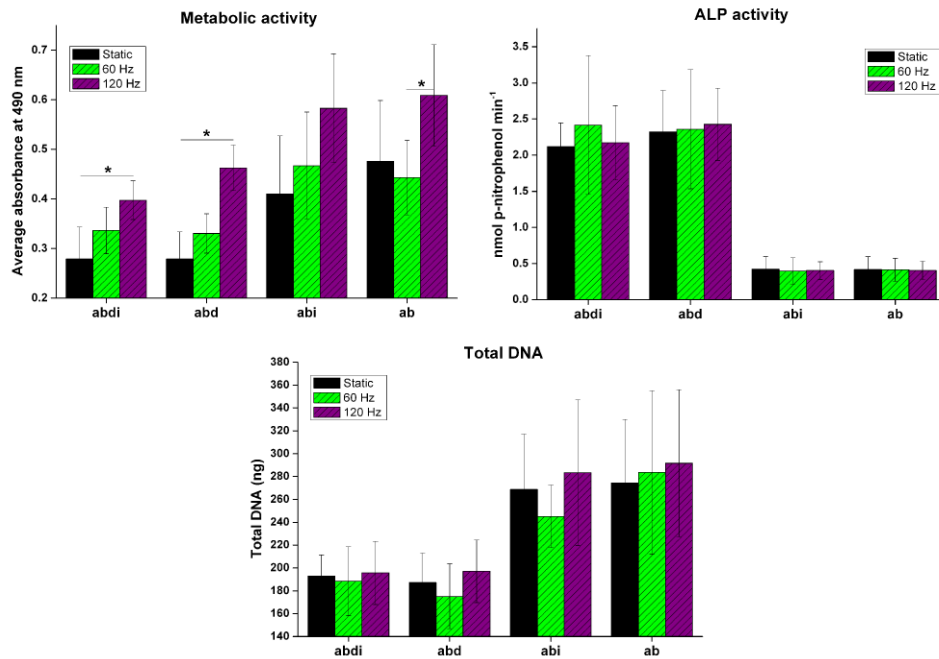 Metabolic activity
Average absorbance at 490 nm
0.7
0.6
0.5
0.4
0.3
0.2
Static
60 Hz
120 Hz
*
*
*
abdi abd abi ab
ALP activity
nmol p-nitrophenol min⁻¹
3.5
3.0
2.5
2.0
1.5
1.0
0.5
0.0
Static
60 Hz
120 Hz
abdi abd abi ab
Total DNA
Total DNA (ng)
380
360
340
320
300
280
260
240
220
200
180
160
140
Static
60 Hz
120 Hz
abdi abd abi ab